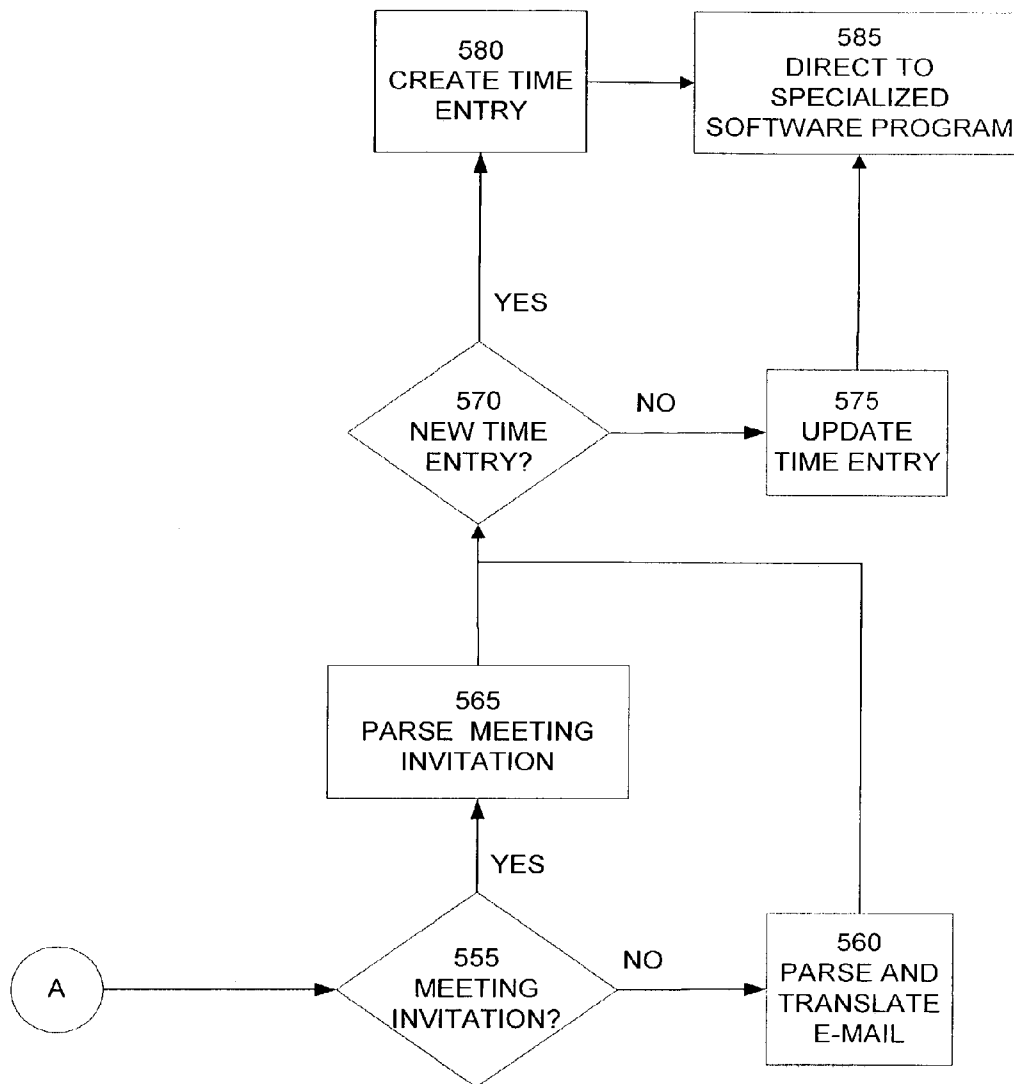 580
CREATE TIME
ENTRY
585
DIRECT TO
SPECIALIZED
SOFTWARE PROGRAM
YES
570
NEW TIME
ENTRY?
NO
575
UPDATE
TIME ENTRY
565
PARSE MEETING
INVITATION
YES
A
555
MEETING
INVITATION?
NO
560
PARSE AND
TRANSLATE
E-MAIL